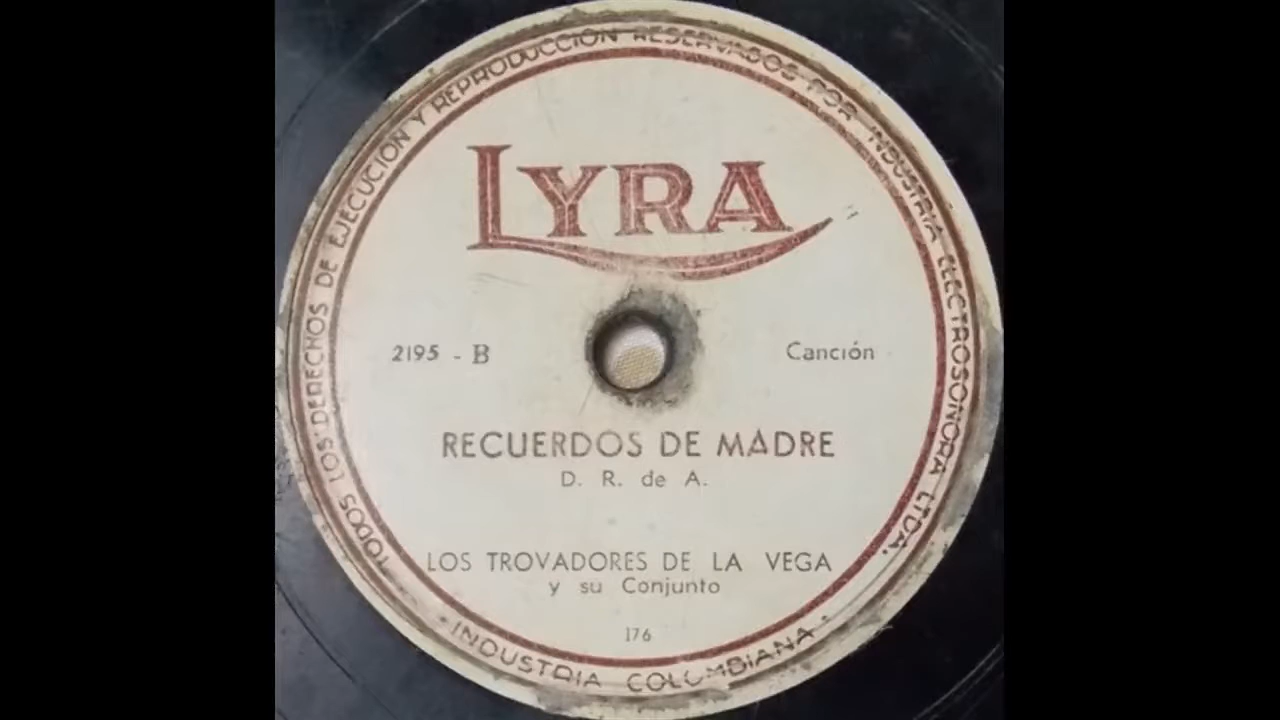 TODOS LOS DERECHOS DE EJECUCION Y REPRODUCCION RESERVADOS POR INDUSTRIA ELECTROSONORA LTDA.
LYRA
2195 - B
Canción
RECUERDOS DE MADRE
D. R. de A.
LOS TROVADORES DE LA VEGA
y su Conjunto
176
· INDUSTRIA COLOMBIANA ·